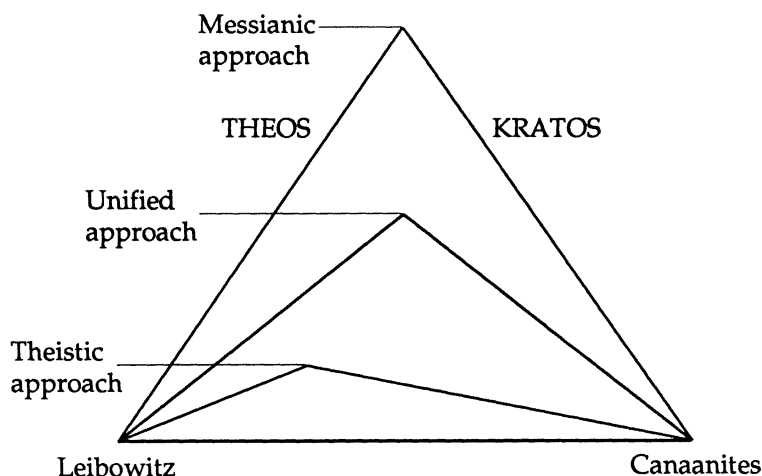 Messianic
approach
THEOS
KRATOS
Unified
approach
Theistic
approach
Leibowitz
Canaanites